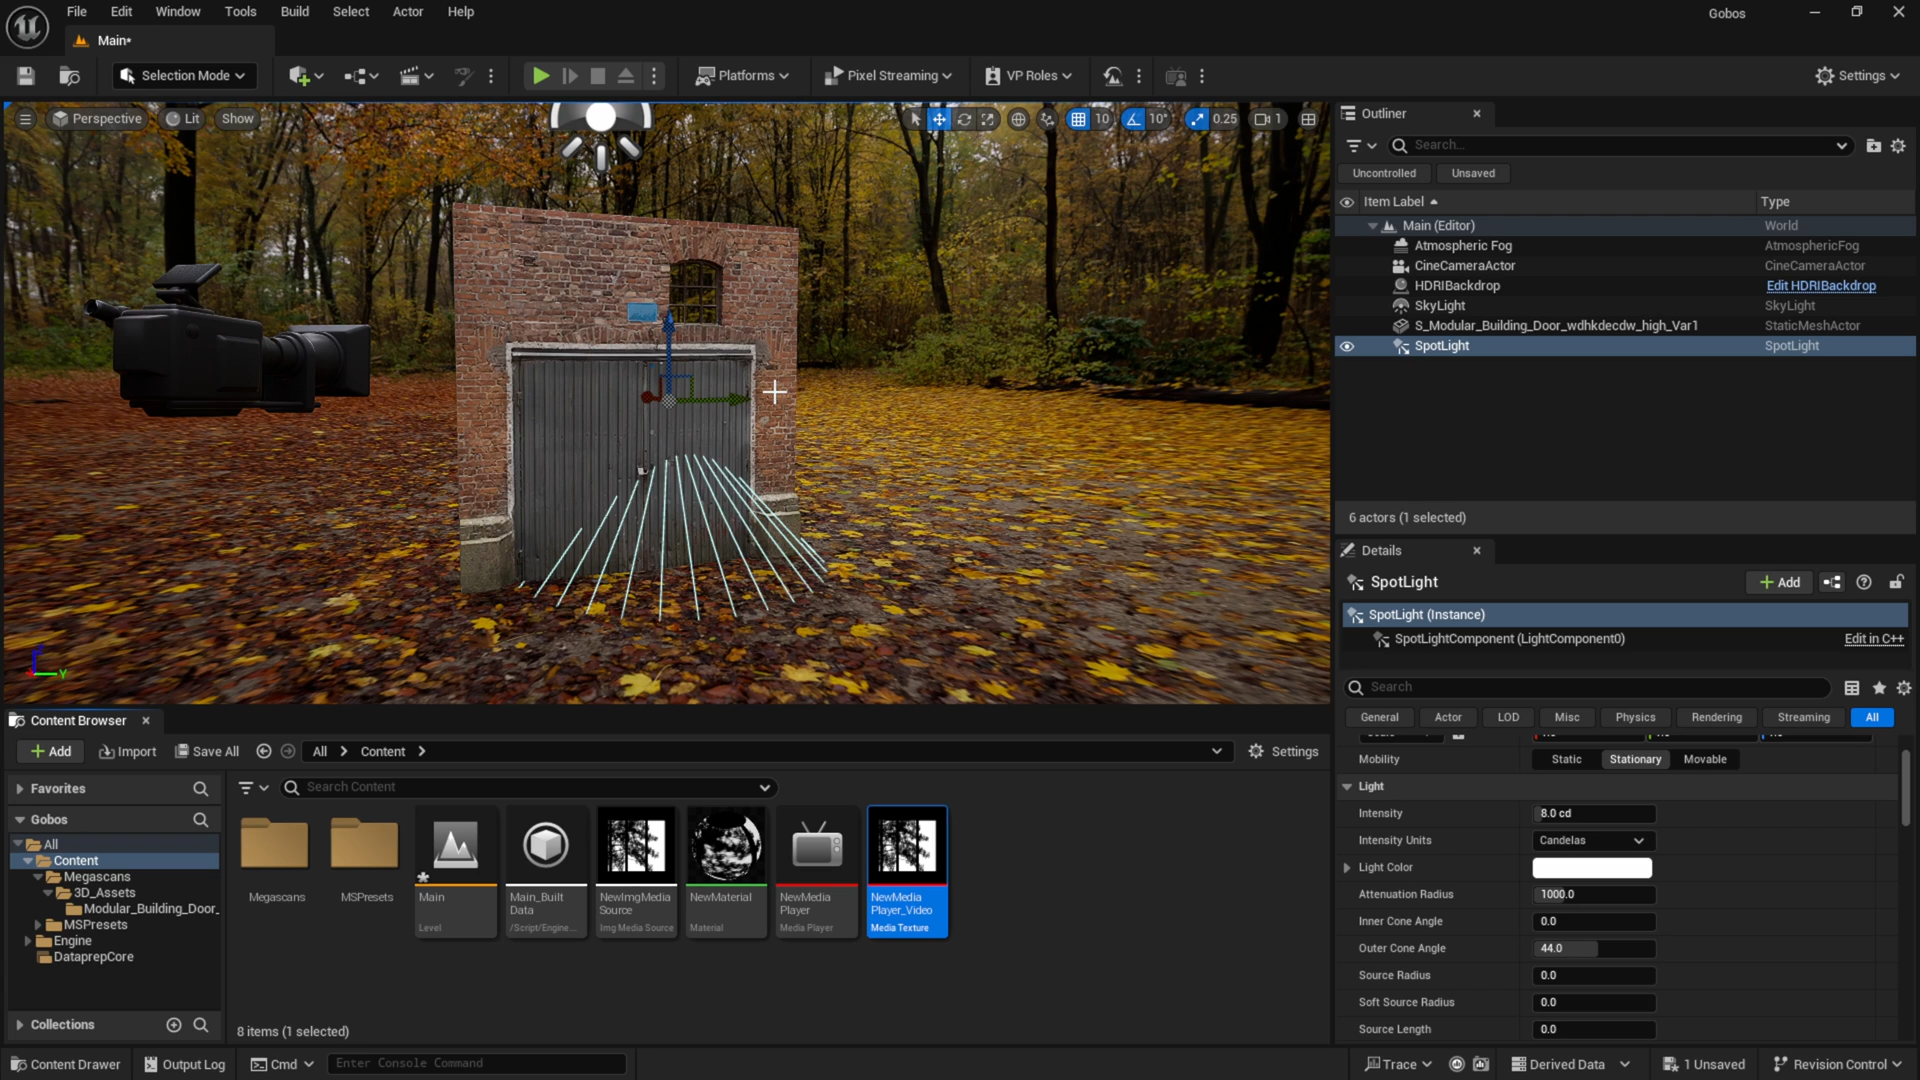 File Edit Window Tools Build Select Actor Help
Gobos
Main*
Selection Mode
Platforms
Pixel Streaming
VP Roles
Settings
Perspective Lit Show
10 10° 0.25 1
Y
Outliner
Search...
Uncontrolled Unsaved
Item Label Type
Main (Editor) World
Atmospheric Fog AtmosphericFog
CineCameraActor CineCameraActor
HDRIBackdrop Edit HDRIBackdrop
SkyLight SkyLight
S_Modular_Building_Door_wdhkdecdw_high_Var1 StaticMeshActor
SpotLight SpotLight
6 actors (1 selected)
Details
SpotLight Add
SpotLight (Instance)
SpotLightComponent (LightComponent0) Edit in C++
Search
General Actor LOD Misc Physics Rendering Streaming All
Mobility Static Stationary Movable
Light
Intensity 8.0 cd
Intensity Units Candelas
Light Color
Attenuation Radius 1000.0
Inner Cone Angle 0.0
Outer Cone Angle 44.0
Source Radius 0.0
Soft Source Radius 0.0
Source Length 0.0
Content Browser
Add Import Save All All Content Settings
Favorites
Search Content
Gobos
All
Content
Megascans
3D_Assets
Modular_Building_Door_
MSPresets
Engine
DataprepCore
Collections
Megascans
MSPresets
Main
Level
Main_Built
Data
/Script/Engine...
NewImgMedia
Source
Img Media Source
NewMaterial
Material
NewMedia
Player
Media Player
NewMedia
Player_Video
Media Texture
8 items (1 selected)
Content Drawer Output Log Cmd Enter Console Command
Trace Derived Data 1 Unsaved Revision Control